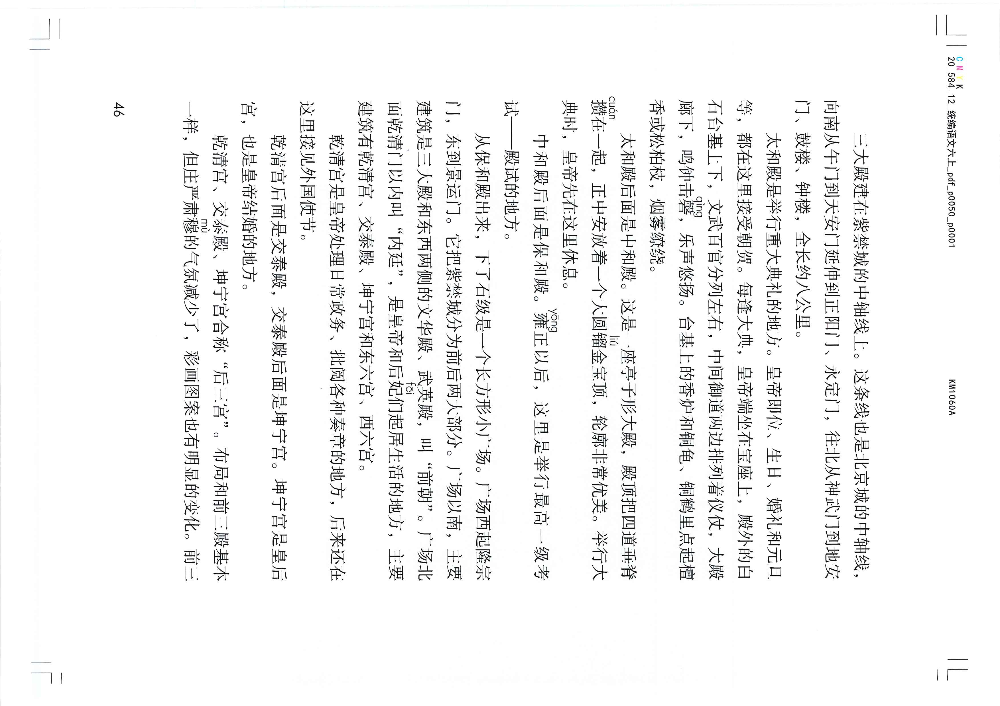 CMYK
20_584_12_统编语文六上_pdf_p0050_p0001 KM1060A
三大殿建在紫禁城的中轴线上。这条线也是北京城的中轴线，
向南从午门到天安门延伸到正阳门、永定门，往北从神武门到地安
门、鼓楼、钟楼，全长约八公里。
太和殿是举行重大典礼的地方。皇帝即位、生日、婚礼和元旦
等，都在这里接受朝贺。每逢大典，皇帝端坐在宝座上，殿外的白
石台基上下，文武百官分列左右，中间御道两边排列着仪仗，大殿
qìng
廊下，鸣钟击磬，乐声悠扬。台基上的香炉和铜龟、铜鹤里点起檀
香或松柏枝，烟雾缭绕。
太和殿后面是中和殿。这是一座亭子形大殿，殿顶把四道垂脊
cuán liú
攒在一起，正中安放着一个大圆镏金宝顶，轮廓非常优美。举行大
典时，皇帝先在这里休息。
yōng
中和殿后面是保和殿。雍正以后，这里是举行最高一级考
试——殿试的地方。
从保和殿出来，下了石级是一个长方形小广场。广场西起隆宗
门，东到景运门。它把紫禁城分为前后两大部分。广场以南，主要
建筑是三大殿和东西两侧的文华殿、武英殿，叫“前朝”。广场北
fēi
面乾清门以内叫“内廷”，是皇帝和后妃们起居生活的地方，主要
建筑有乾清宫、交泰殿、坤宁宫和东六宫、西六宫。
乾清宫是皇帝处理日常政务、批阅各种奏章的地方，后来还在
这里接见外国使节。
乾清宫后面是交泰殿，交泰殿后面是坤宁宫。坤宁宫是皇后
宫，也是皇帝结婚的地方。
乾清宫、交泰殿、坤宁宫合称“后三宫”。布局和前三殿基本
mù
一样，但庄严肃穆的气氛减少了，彩画图案也有明显的变化。前三
46